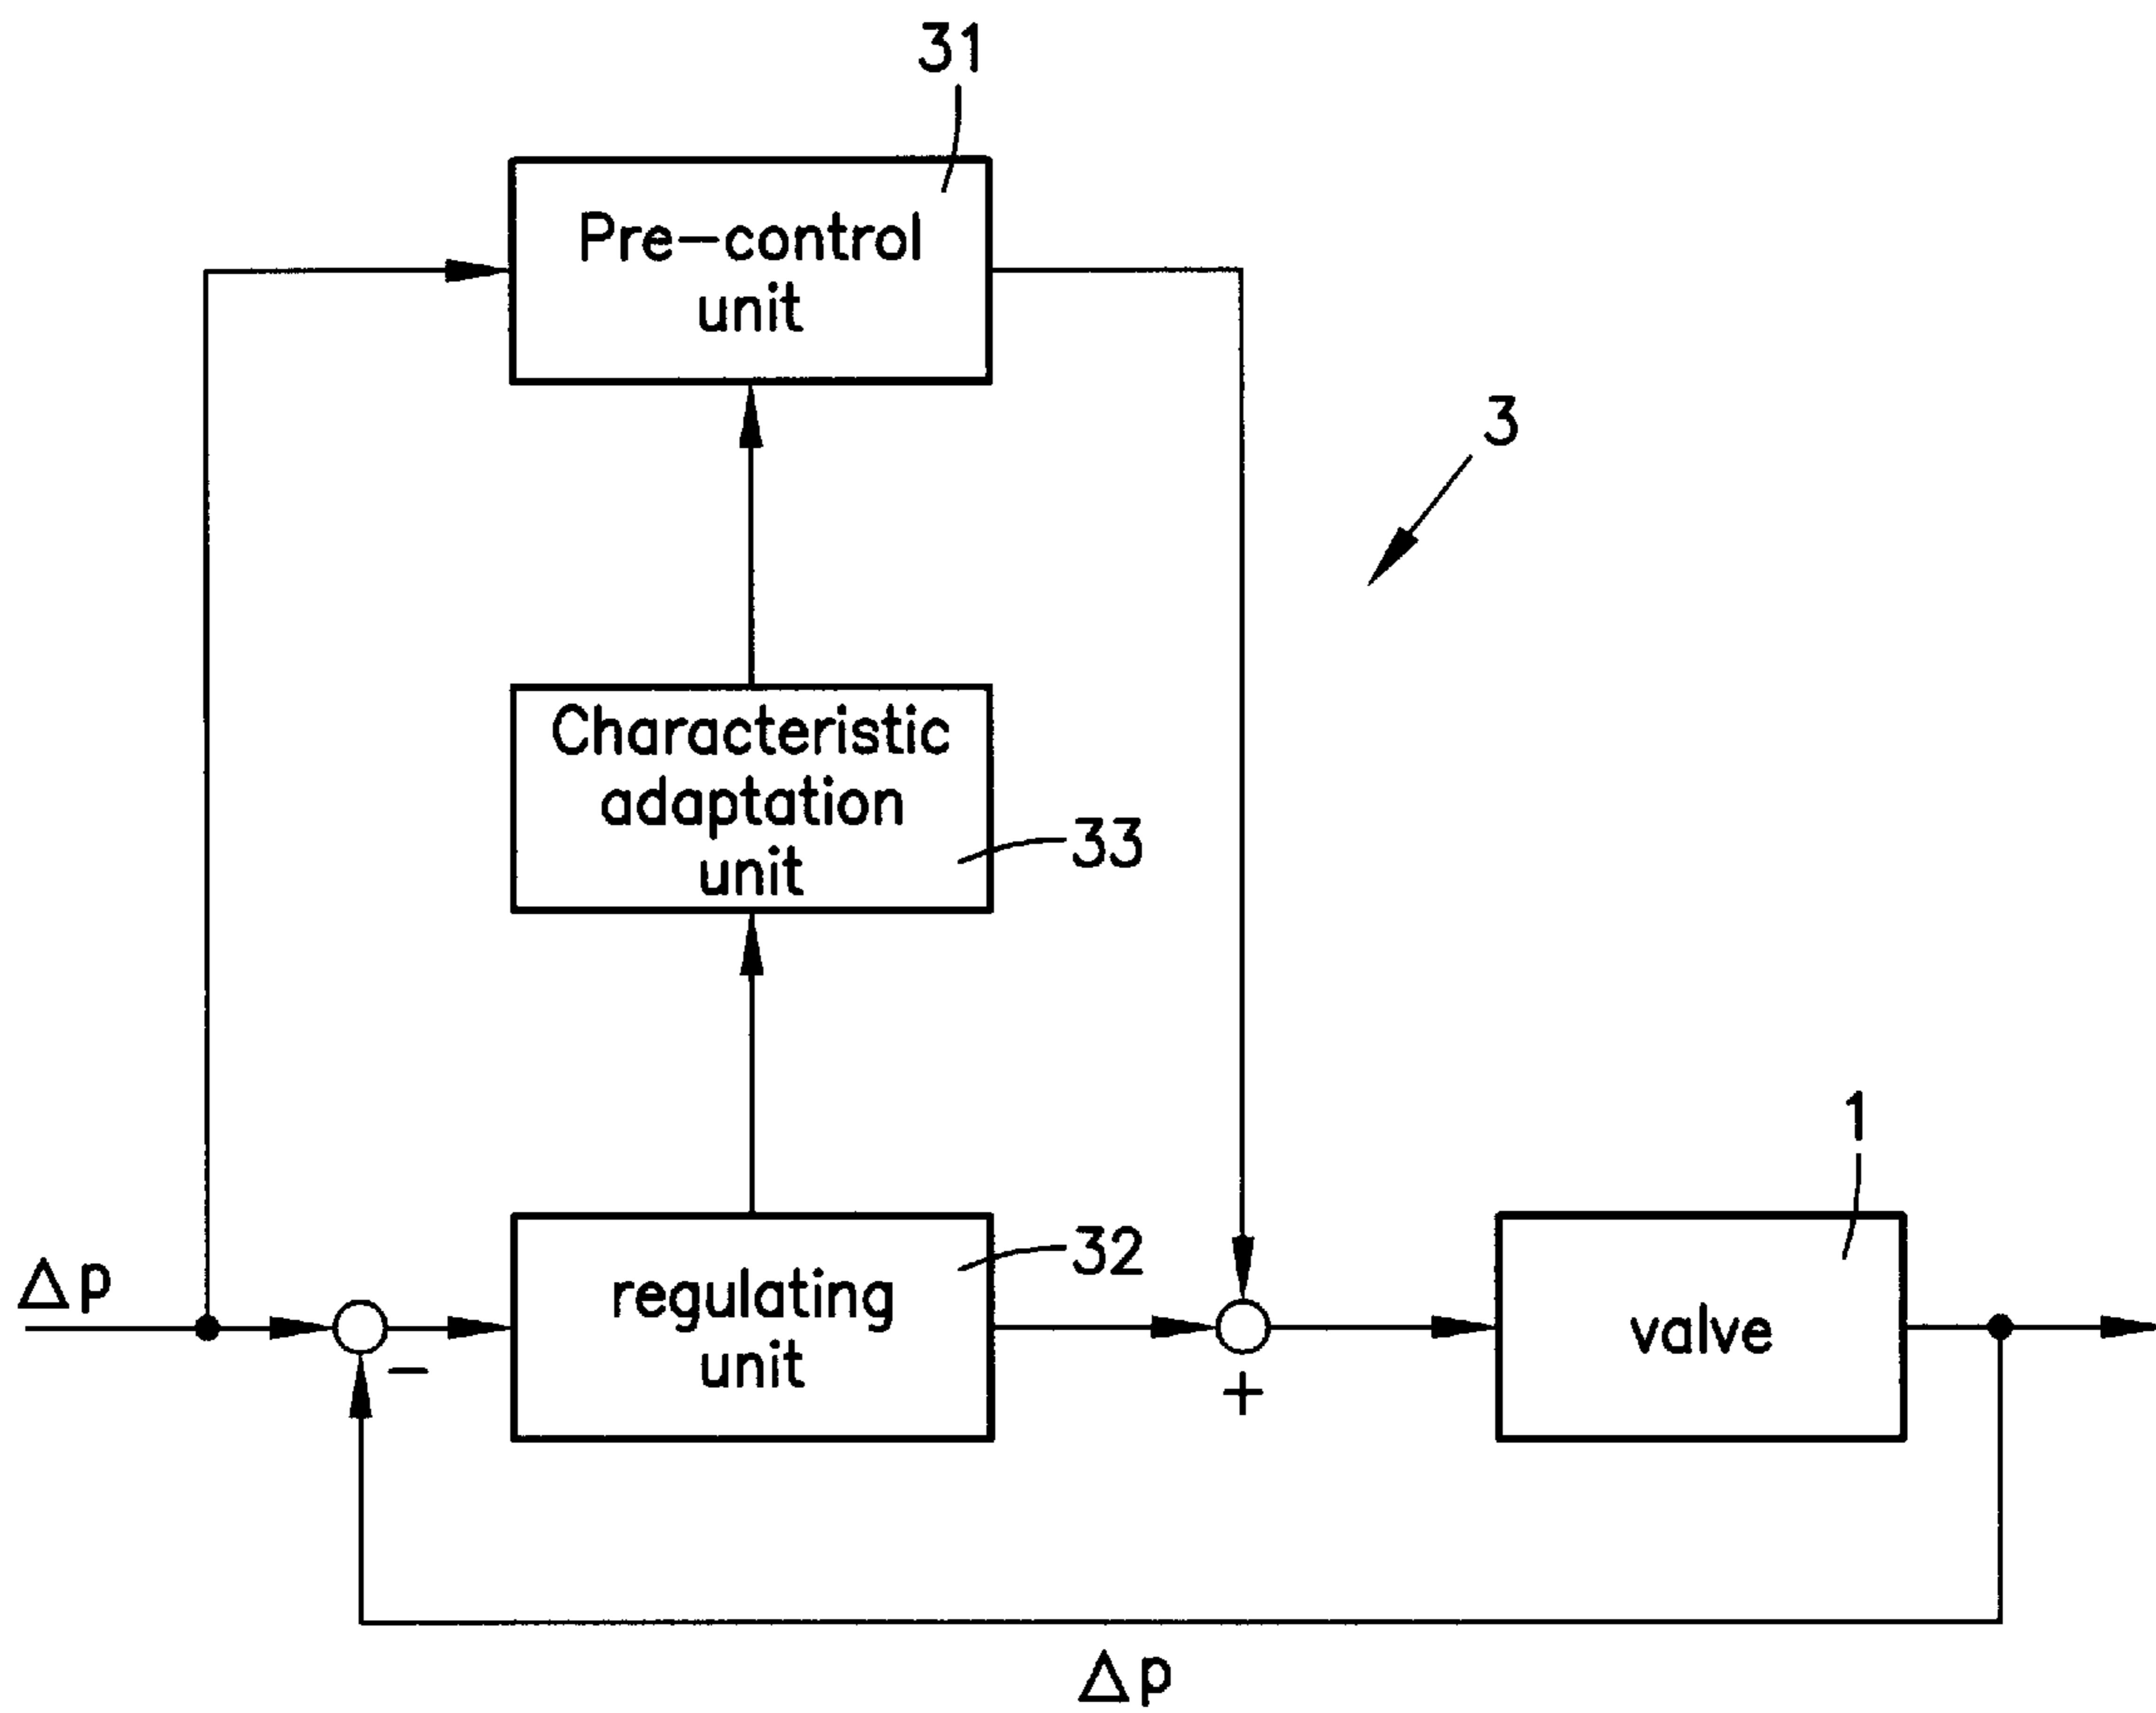 31
Pre-control
unit
3
Characteristic
adaptation
unit
33
1
Δp
regulating
unit
32
valve
−
+
Δp